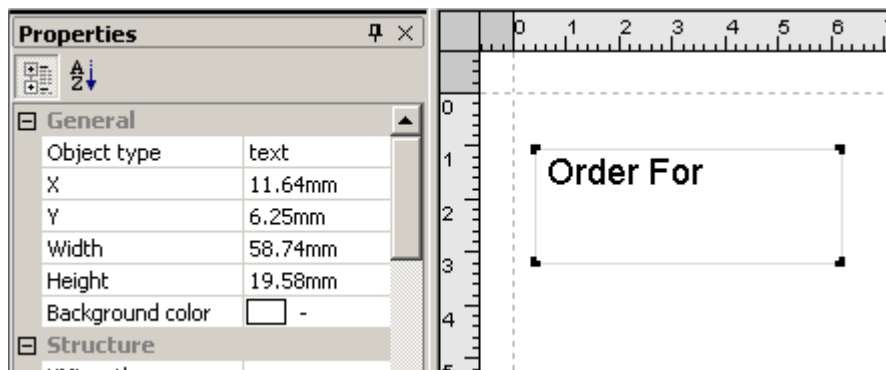 Properties
General
Object type text
X 11.64mm
Y 6.25mm
Width 58.74mm
Height 19.58mm
Background color -
Structure
0 1 2 3 4 5 6
0
1
2
3
4
Order For